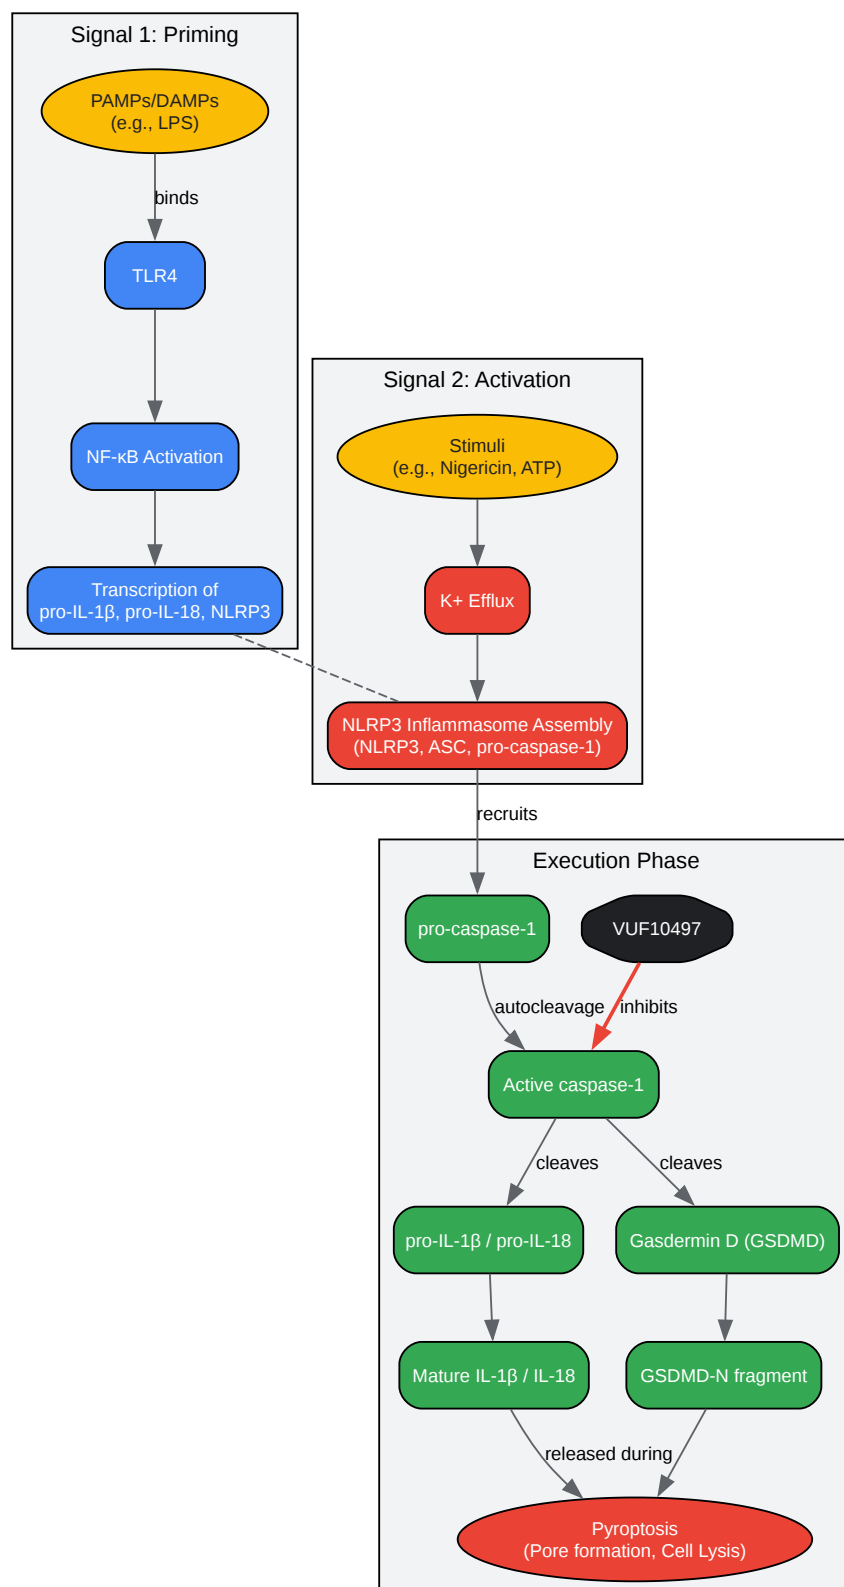 Signal 1: Priming
PAMPs/DAMPs
(e.g., LPS)
binds
TLR4
NF-κB Activation
Transcription of
pro-IL-1β, pro-IL-18, NLRP3
Signal 2: Activation
Stimuli
(e.g., Nigericin, ATP)
K+ Efflux
NLRP3 Inflammasome Assembly
(NLRP3, ASC, pro-caspase-1)
recruits
Execution Phase
pro-caspase-1
VUF10497
autocleavage
inhibits
Active caspase-1
cleaves
cleaves
pro-IL-1β / pro-IL-18
Gasdermin D (GSDMD)
Mature IL-1β / IL-18
GSDMD-N fragment
released during
Pyroptosis
(Pore formation, Cell Lysis)